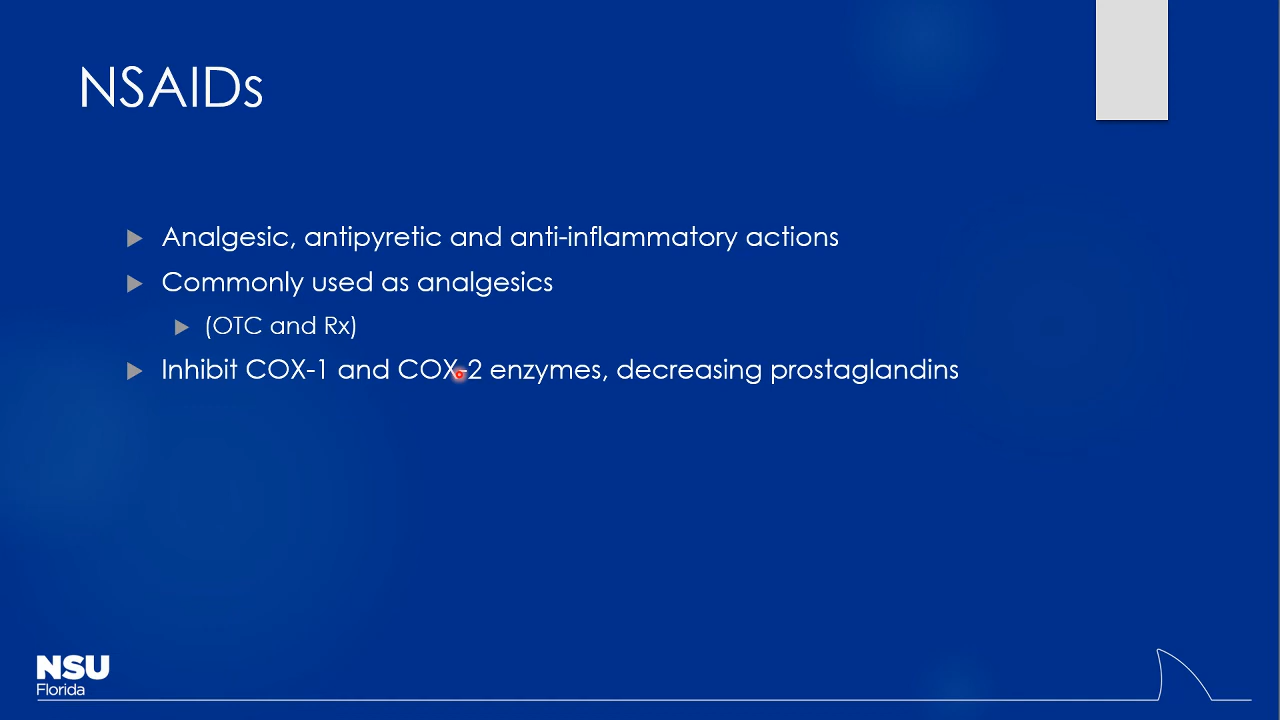 NSAIDs
Analgesic, antipyretic and anti-inflammatory actions
Commonly used as analgesics
(OTC and Rx)
Inhibit COX-1 and COX-2 enzymes, decreasing prostaglandins
NSU
Florida